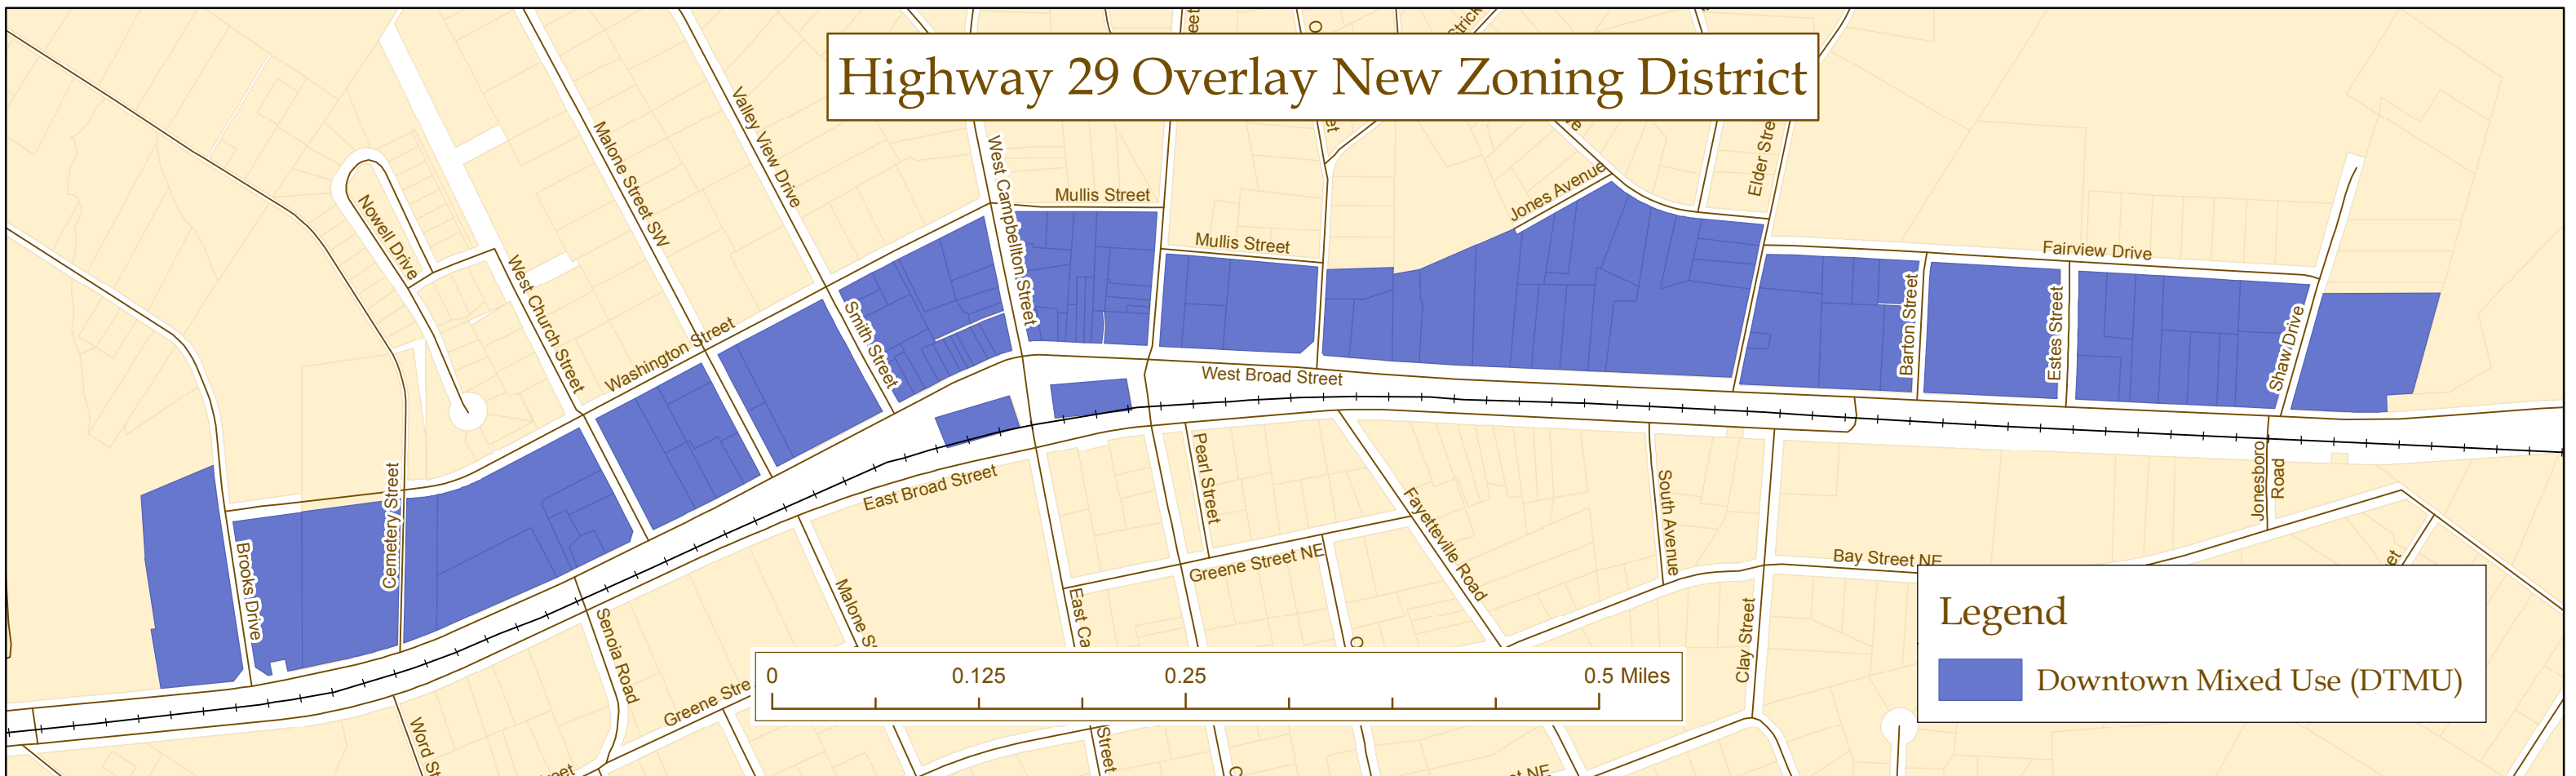 Highway 29 Overlay New Zoning District
Malone Street SW
Valley View Drive
West Campbellton Street
Mullis Street
Elder Stre
Jones Avenue
Nowell Drive
Mullis Street
Fairview Drive
West Church Street
Smith Street
Barton Street
Estes Street
Shaw Drive
Washington Street
West Broad Street
Cemetery Street
East Broad Street
Pearl Street
South Avenue
Jonesboro
Road
Fayetteville Road
Brooks Drive
Greene Street NE
Bay Street NE
Malone S
Senoia Road
East Ca
Clay Street
Greene Stre
Word St
Street
Legend
Downtown Mixed Use (DTMU)
0
0.125
0.25
0.5 Miles